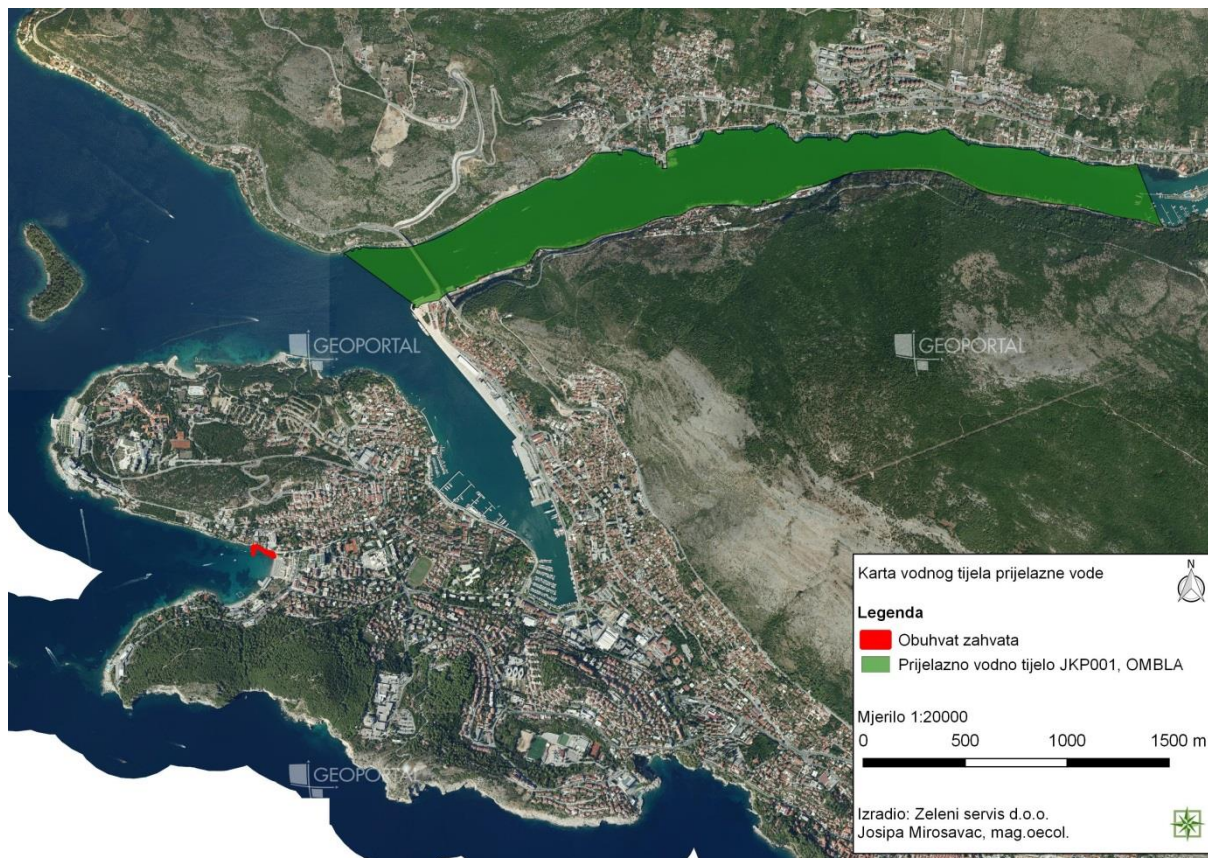 GEOPORTAL
GEOPORTAL
GEOPORTAL
Karta vodnog tijela prijelazne vode
N
Legenda
Obuhvat zahvata
Prijelazno vodno tijelo JKP001, OMBLA
Mjerilo 1:20000
0 500 1000 1500 m
Izradio: Zeleni servis d.o.o.
Josipa Mirosavac, mag.oecol.